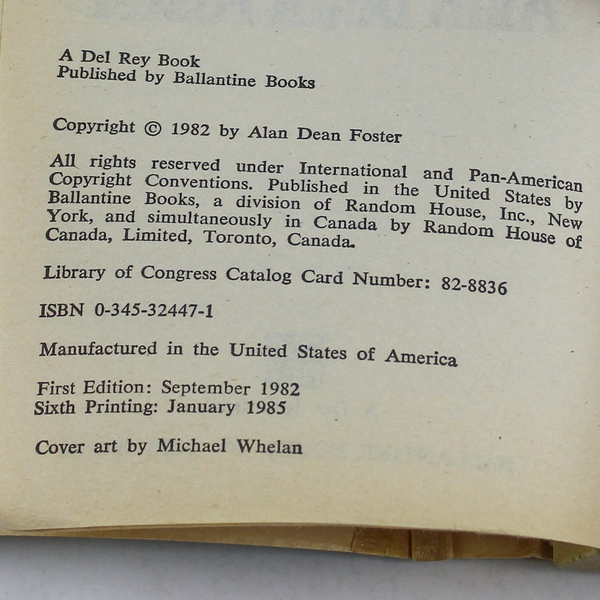 A Del Rey Book
Published by Ballantine Books
Copyright © 1982 by Alan Dean Foster
All rights reserved under International and Pan-American
Copyright Conventions. Published in the United States by
Ballantine Books, a division of Random House, Inc., New
York, and simultaneously in Canada by Random House of
Canada, Limited, Toronto, Canada.
Library of Congress Catalog Card Number: 82-8836
ISBN 0-345-32447-1
Manufactured in the United States of America
First Edition: September 1982
Sixth Printing: January 1985
Cover art by Michael Whelan